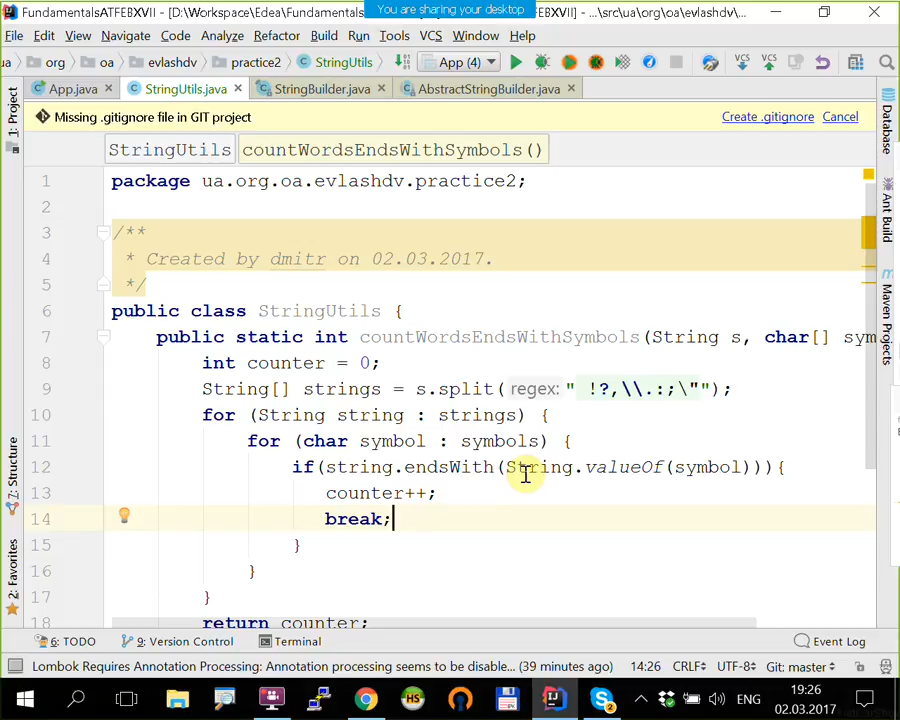 You are sharing your desktop
FundamentalsATFEBXVII - [D:\Workspace\Edea\Fundamentals TFEBXVII] - ...\src\ua\org\oa\evlashdv\...
File Edit View Navigate Code Analyze Refactor Build Run Tools VCS Window Help
ua org oa evlashdv practice2 StringUtils App (4) VCS VCS
App.java StringUtils.java StringBuilder.java AbstractStringBuilder.java
Missing .gitignore file in GIT project Create .gitignore Cancel
StringUtils countWordsEndsWithSymbols()
1 package ua.org.oa.evlashdv.practice2;
2
3 /**
4 * Created by dmitr on 02.03.2017.
5 */
6 public class StringUtils {
7 public static int countWordsEndsWithSymbols(String s, char[] sym
8 int counter = 0;
9 String[] strings = s.split( regex: " !?,\\.:;\"");
10 for (String string : strings) {
11 for (char symbol : symbols) {
12 if(string.endsWith(String.valueOf(symbol))){
13 counter++;
14 break;
15 }
16 }
17 }
18 return counter;
1: Project
7: Structure
2: Favorites
Database
Ant Build
Maven Projects
6: TODO 9: Version Control Terminal Event Log
Lombok Requires Annotation Processing: Annotation processing seems to be disable... (39 minutes ago) 14:26 CRLF UTF-8 Git: master
HS 2 ENG 19:26
02.03.2017